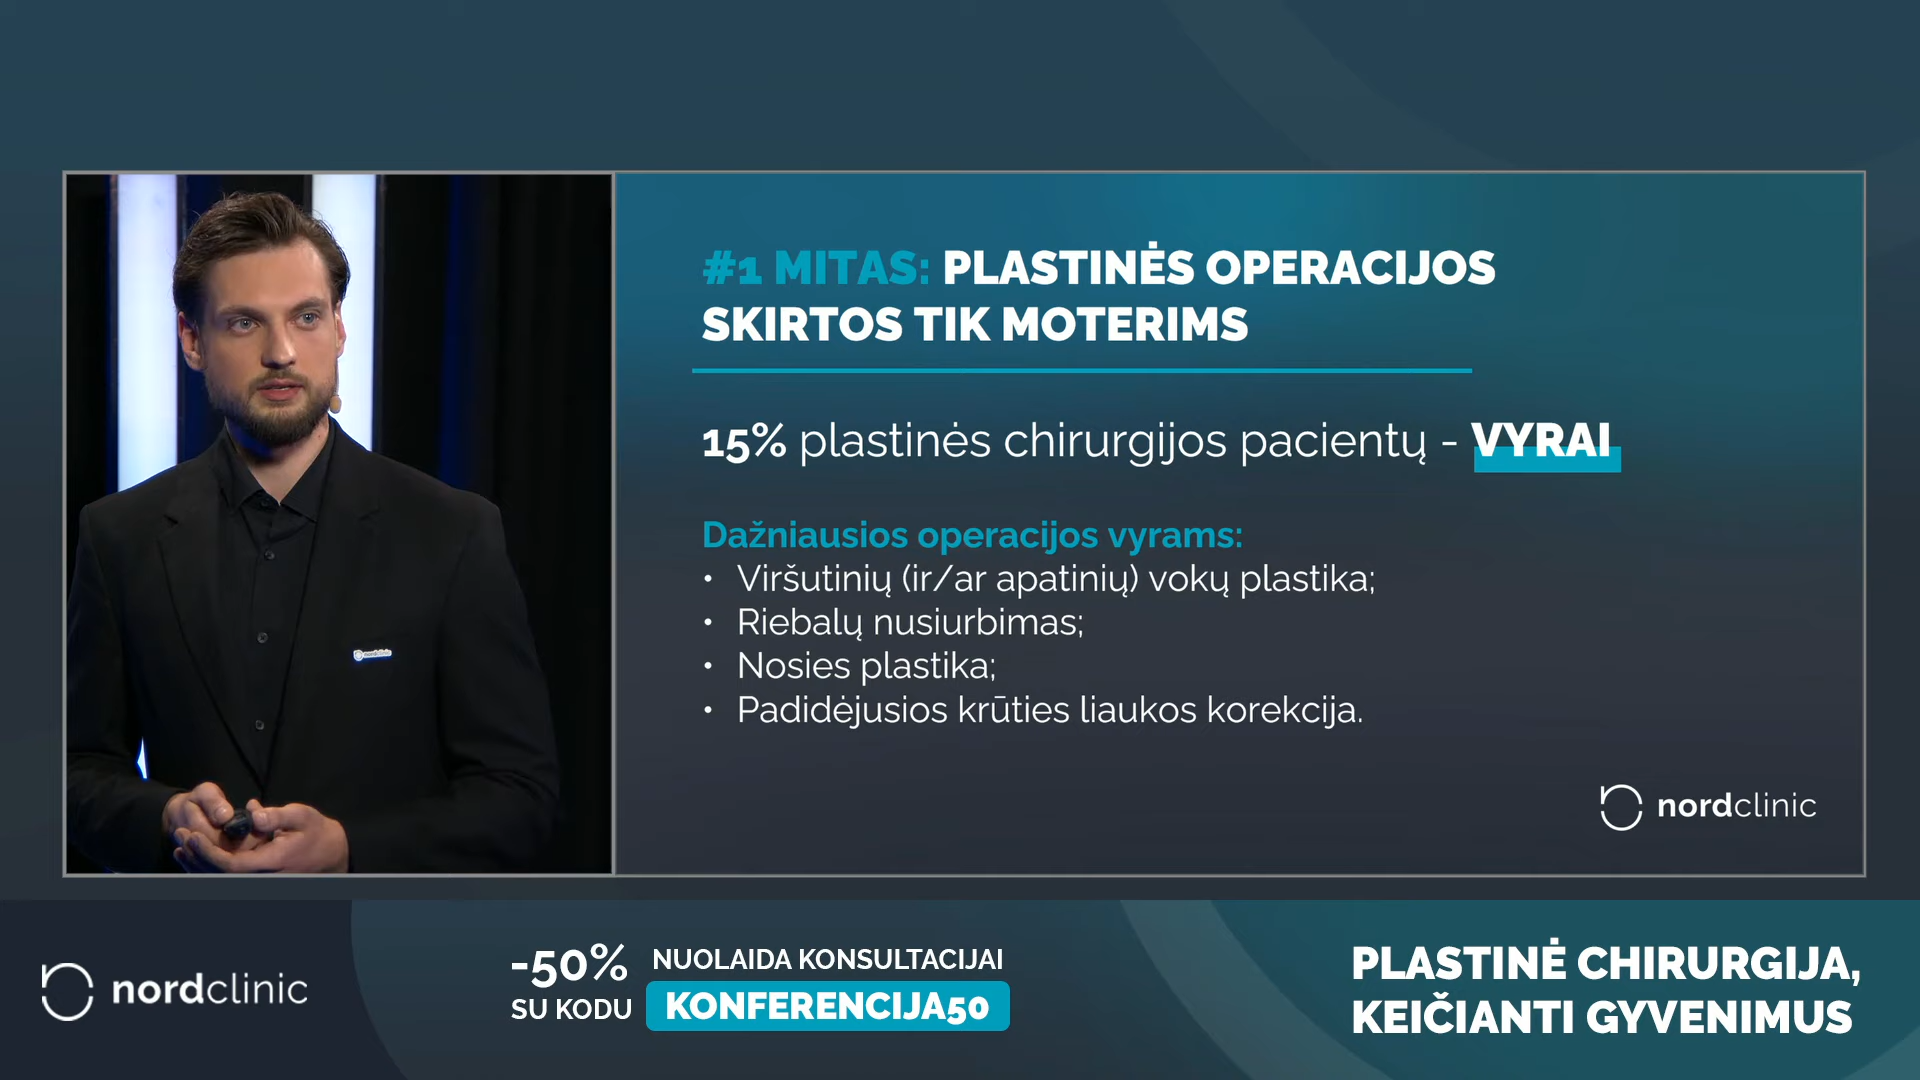 #1 MITAS: PLASTINĖS OPERACIJOS
SKIRTOS TIK MOTERIMS
15% plastinės chirurgijos pacientų - VYRAI
Dažniausios operacijos vyrams:
• Viršutinių (ir/ar apatinių) vokų plastika;
• Riebalų nusiurbimas;
• Nosies plastika;
• Padidėjusios krūties liaukos korekcija.
nordclinic
nordclinic
-50% NUOLAIDA KONSULTACIJAI
SU KODU KONFERENCIJA50
PLASTINĖ CHIRURGIJA,
KEIČIANTI GYVENIMUS